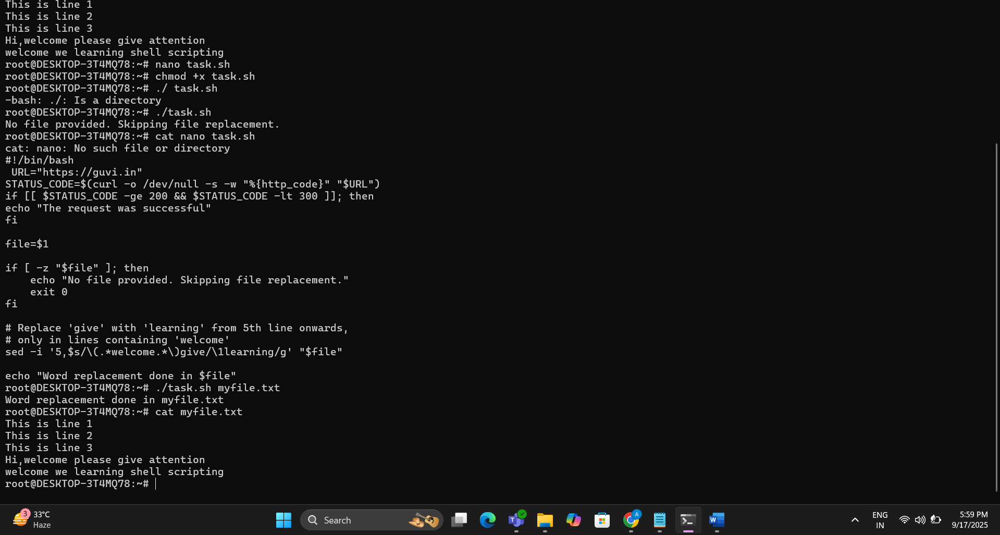 This is line 1
This is line 2
This is line 3
Hi,welcome please give attention
welcome we learning shell scripting
root@DESKTOP-3T4MQ78:~# nano task.sh
root@DESKTOP-3T4MQ78:~# chmod +x task.sh
root@DESKTOP-3T4MQ78:~# ./ task.sh
-bash: ./: Is a directory
root@DESKTOP-3T4MQ78:~# ./task.sh
No file provided. Skipping file replacement.
root@DESKTOP-3T4MQ78:~# cat nano task.sh
cat: nano: No such file or directory
#!/bin/bash
 URL="https://guvi.in"
STATUS_CODE=$(curl -o /dev/null -s -w "%{http_code}" "$URL")
if [[ $STATUS_CODE -ge 200 && $STATUS_CODE -lt 300 ]]; then
echo "The request was successful"
fi

file=$1

if [ -z "$file" ]; then
    echo "No file provided. Skipping file replacement."
    exit 0
fi

# Replace 'give' with 'learning' from 5th line onwards,
# only in lines containing 'welcome'
sed -i '5,$s/\(.*welcome.*\)give/\1learning/g' "$file"

echo "Word replacement done in $file"
root@DESKTOP-3T4MQ78:~# ./task.sh myfile.txt
Word replacement done in myfile.txt
root@DESKTOP-3T4MQ78:~# cat myfile.txt
This is line 1
This is line 2
This is line 3
Hi,welcome please give attention
welcome we learning shell scripting
root@DESKTOP-3T4MQ78:~#
3
33°C
Haze
Search
T
A
W
ENG
IN
5:59 PM
9/17/2025